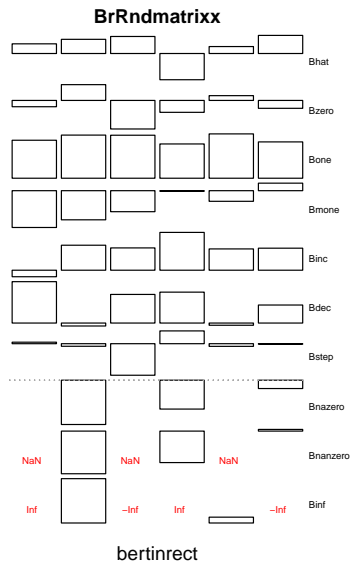 BrRndmatrixx
Bhat
Bzero
Bone
Bmone
Binc
Bdec
Bstep
Bnazero
NaN NaN NaN Bnanzero
Inf −Inf Inf −Inf Binf
bertinrect